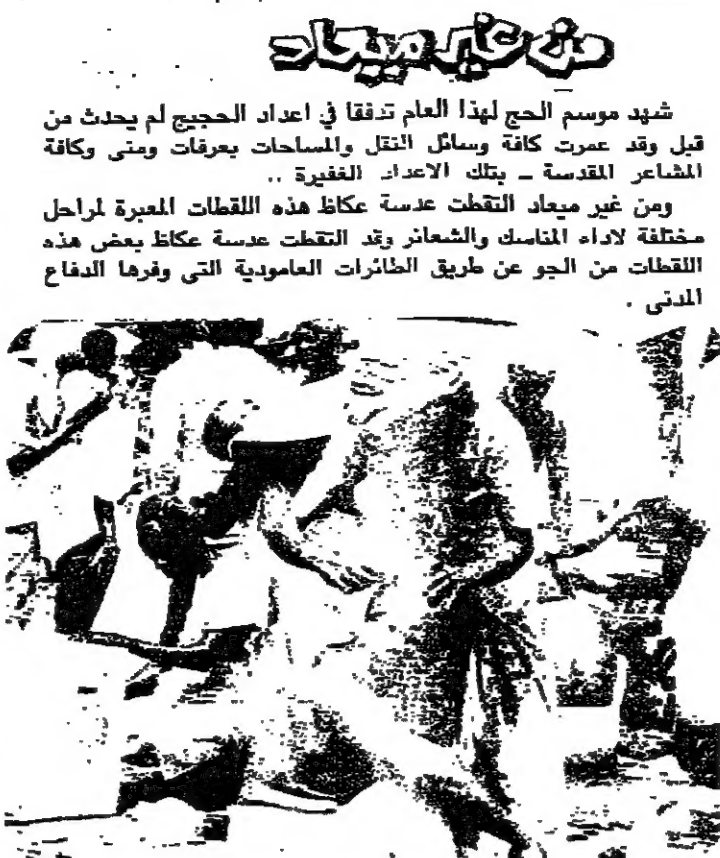 من غير ميعاد
شهد موسم الحج لهذا العام تدفقا في اعداد الحجيج لم يحدث من
قبل وقد عمرت كافة وسائل النقل والمساحات بعرفات ومنى وكافة
المشاعر المقدسة ــ بتلك الاعداد الغفيرة ..
ومن غير ميعاد التقطت عدسة عكاظ هذه اللقطات المعبرة لمراحل
مختلفة لاداء المناسك والشعائر وقد التقطت عدسة عكاظ بعض هذه
اللقطات من الجو عن طريق الطائرات العامودية التى وفرها الدفاع
المدنى .